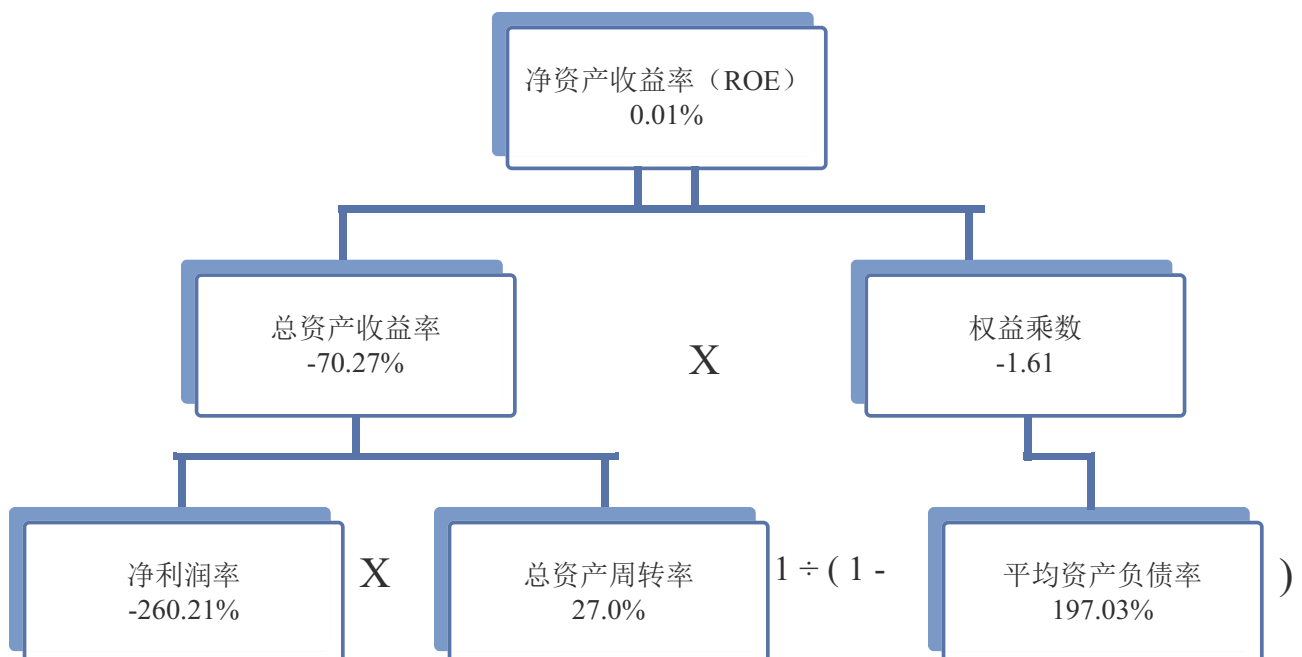 净资产收益率（ROE）
0.01%
总资产收益率
-70.27%
X
权益乘数
-1.61
净利润率
-260.21%
X
总资产周转率
27.0%
1 ÷ ( 1 -
平均资产负债率
197.03%
)